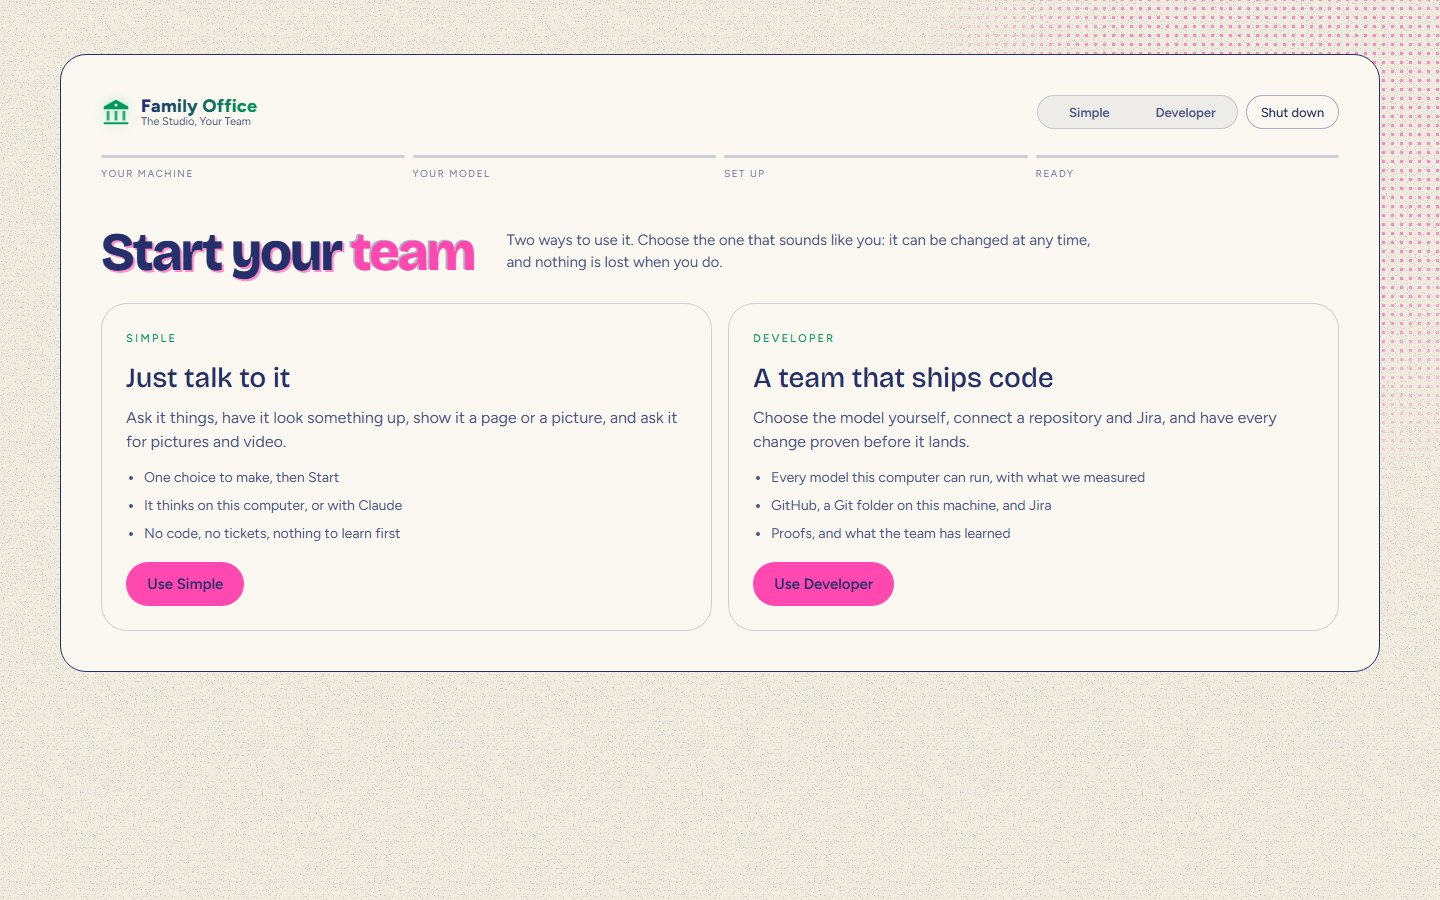 Family Office
The Studio, Your Team
Simple
Developer
Shut down
YOUR MACHINE
YOUR MODEL
SET UP
READY
Start your team
Two ways to use it. Choose the one that sounds like you: it can be changed at any time,
and nothing is lost when you do.
SIMPLE
Just talk to it
Ask it things, have it look something up, show it a page or a picture, and ask it
for pictures and video.
• One choice to make, then Start
• It thinks on this computer, or with Claude
• No code, no tickets, nothing to learn first
Use Simple
DEVELOPER
A team that ships code
Choose the model yourself, connect a repository and Jira, and have every
change proven before it lands.
• Every model this computer can run, with what we measured
• GitHub, a Git folder on this machine, and Jira
• Proofs, and what the team has learned
Use Developer